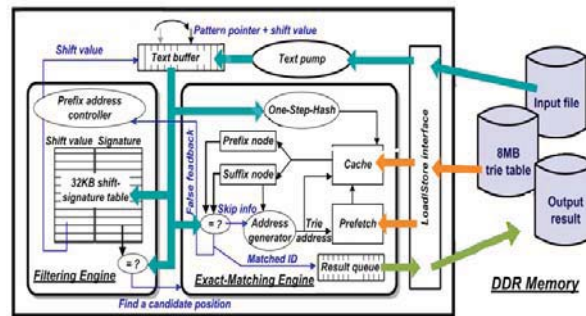 Pattern pointer + shift value
Shift value
Text buffer
Text pump
Prefix address
controller
Shift value Signature
32KB shift-
signature table
= ?
Filtering Engine
Find a candidate position
False feadback
One-Step-Hash
Prefix node
Suffix node
Cache
= ?
Skip info
Address
generator
Trie
address
Prefetch
Matched ID
Result queue
Exact-Matching Engine
Load/Store interface
Input file
8MB
trie table
Output
result
DDR Memory